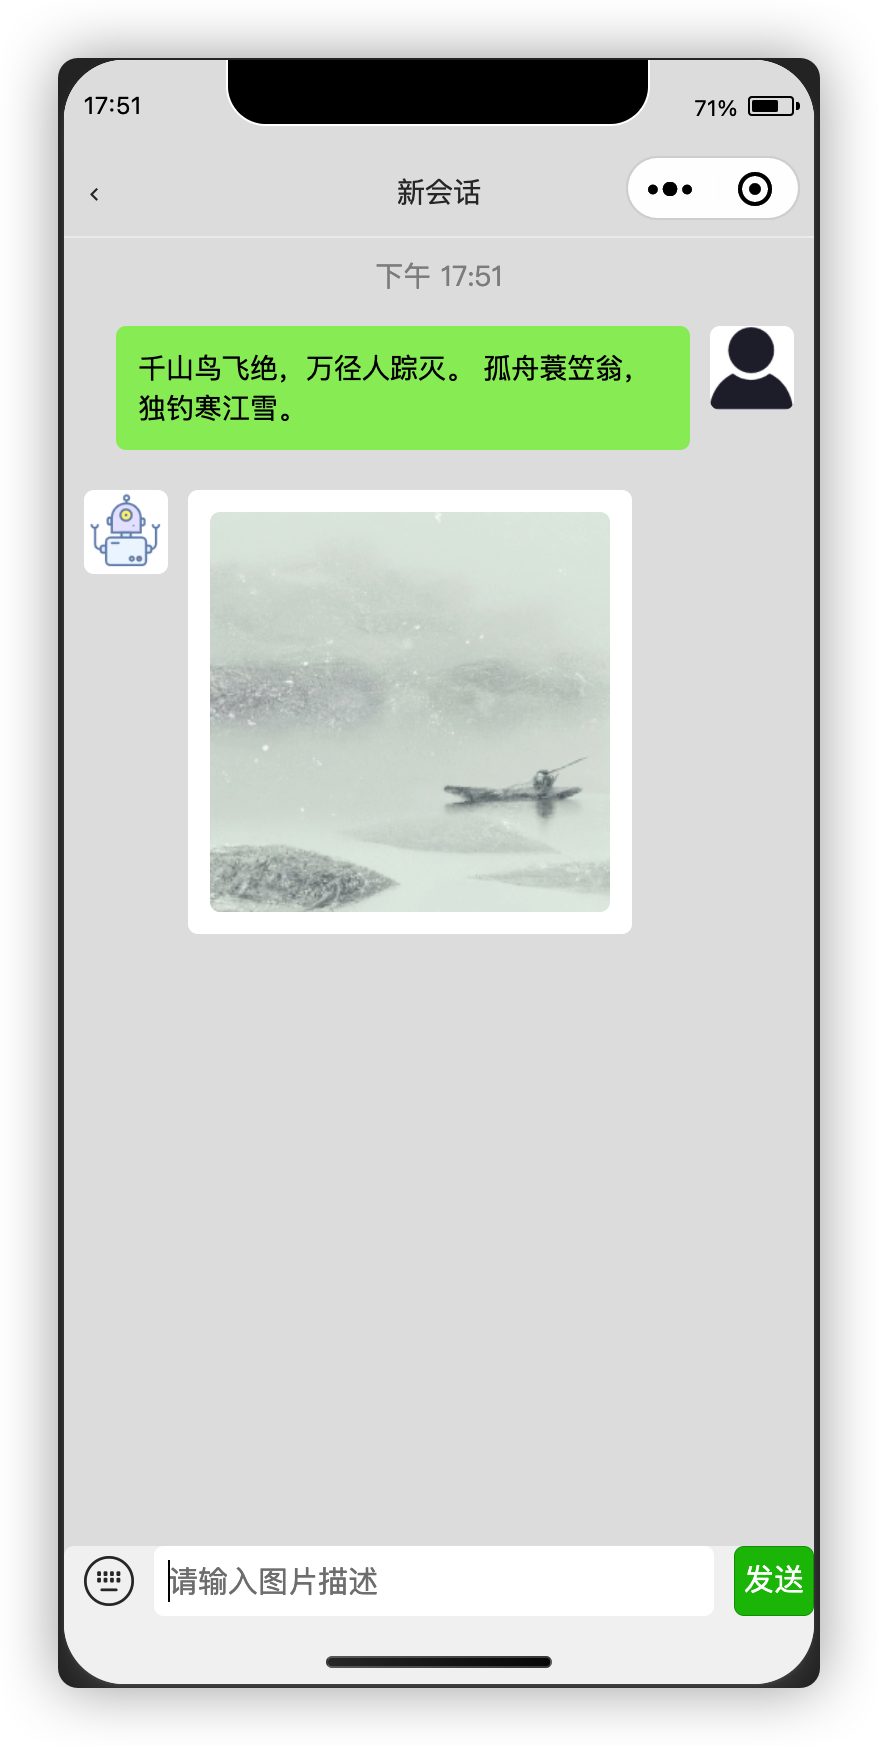 17:51
71%
新会话
下午 17:51
千山鸟飞绝，万径人踪灭。 孤舟蓑笠翁，
独钓寒江雪。
请输入图片描述
发送